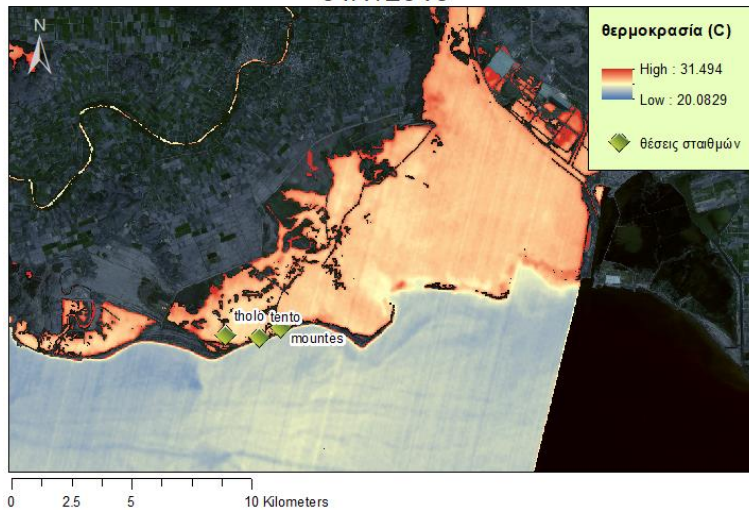 N
θερμοκρασία (C)
High : 31.494
Low : 20.0829
θέσεις σταθμών
tholo
tento
mountes
0 2.5 5 10 Kilometers